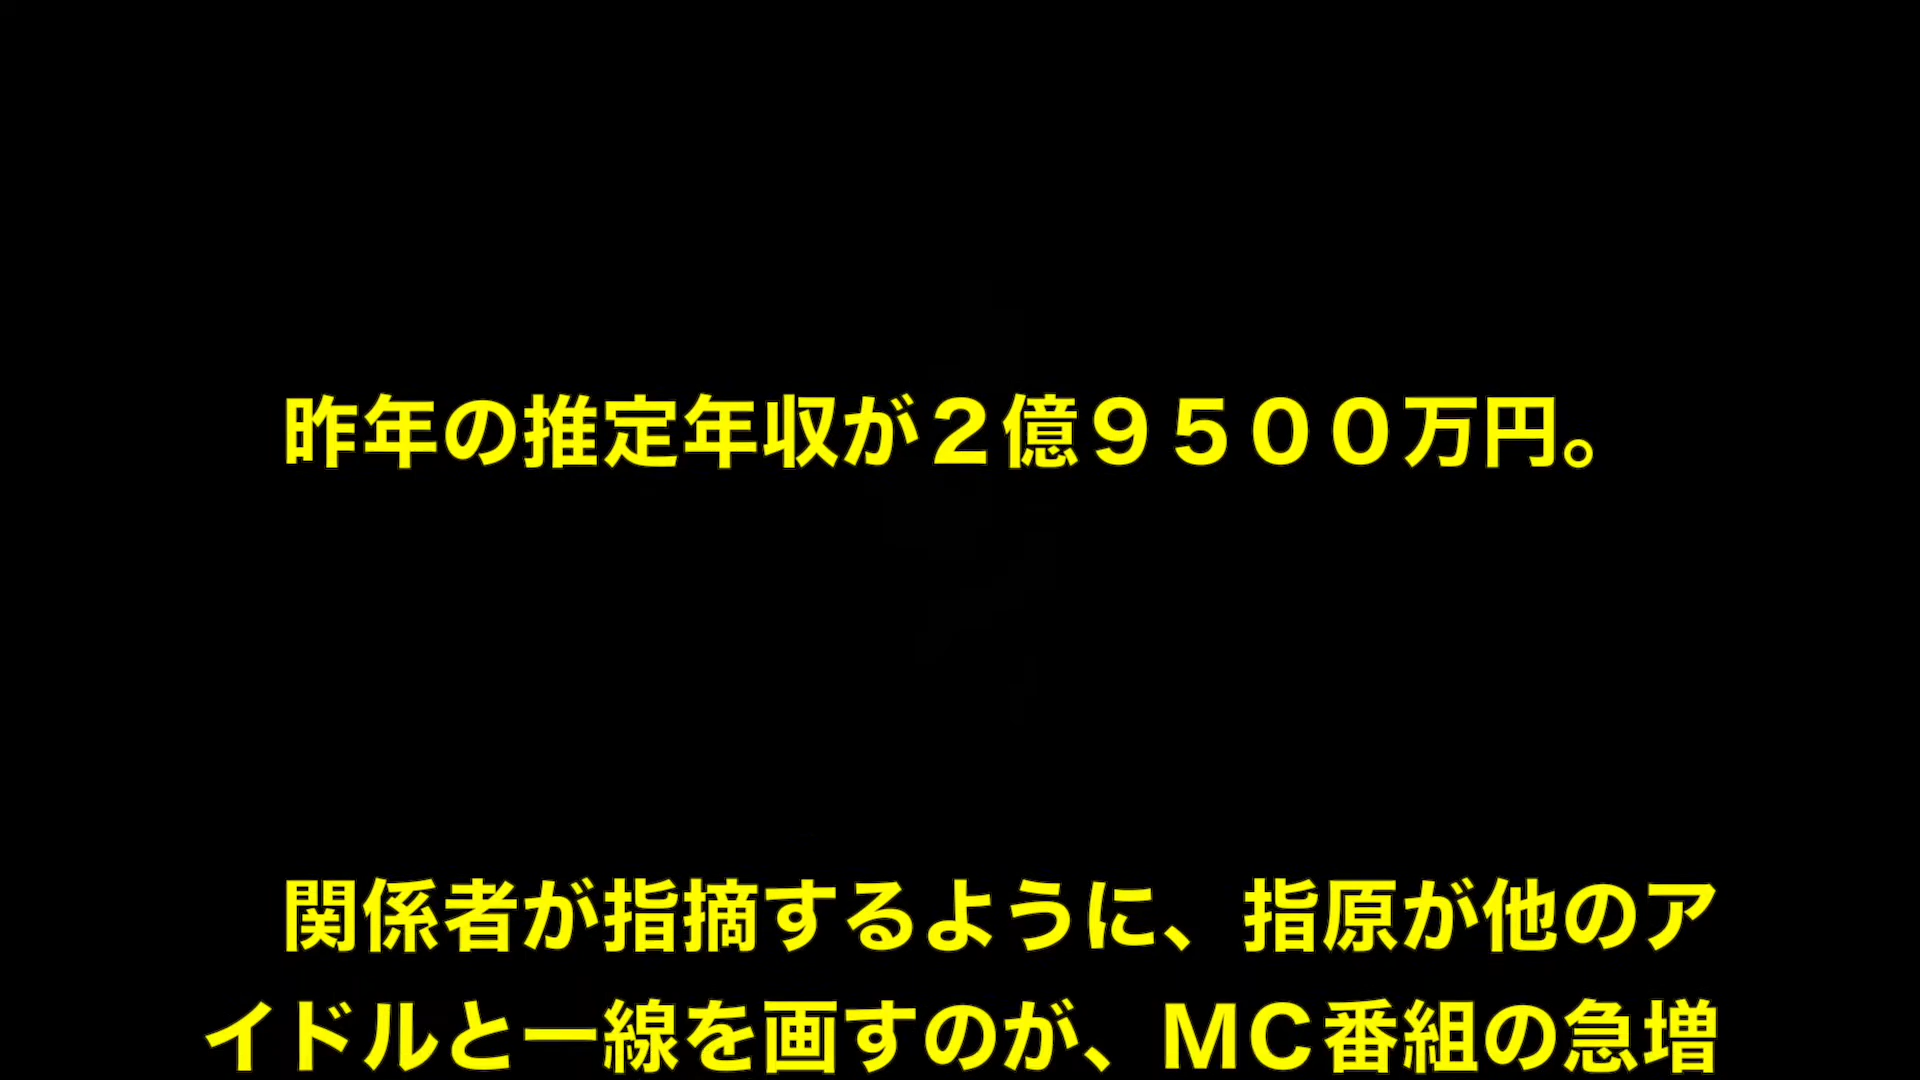 昨年の推定年収が２億９５００万円。
関係者が指摘するように、指原が他のア
イドルと一線を画すのが、ＭＣ番組の急増